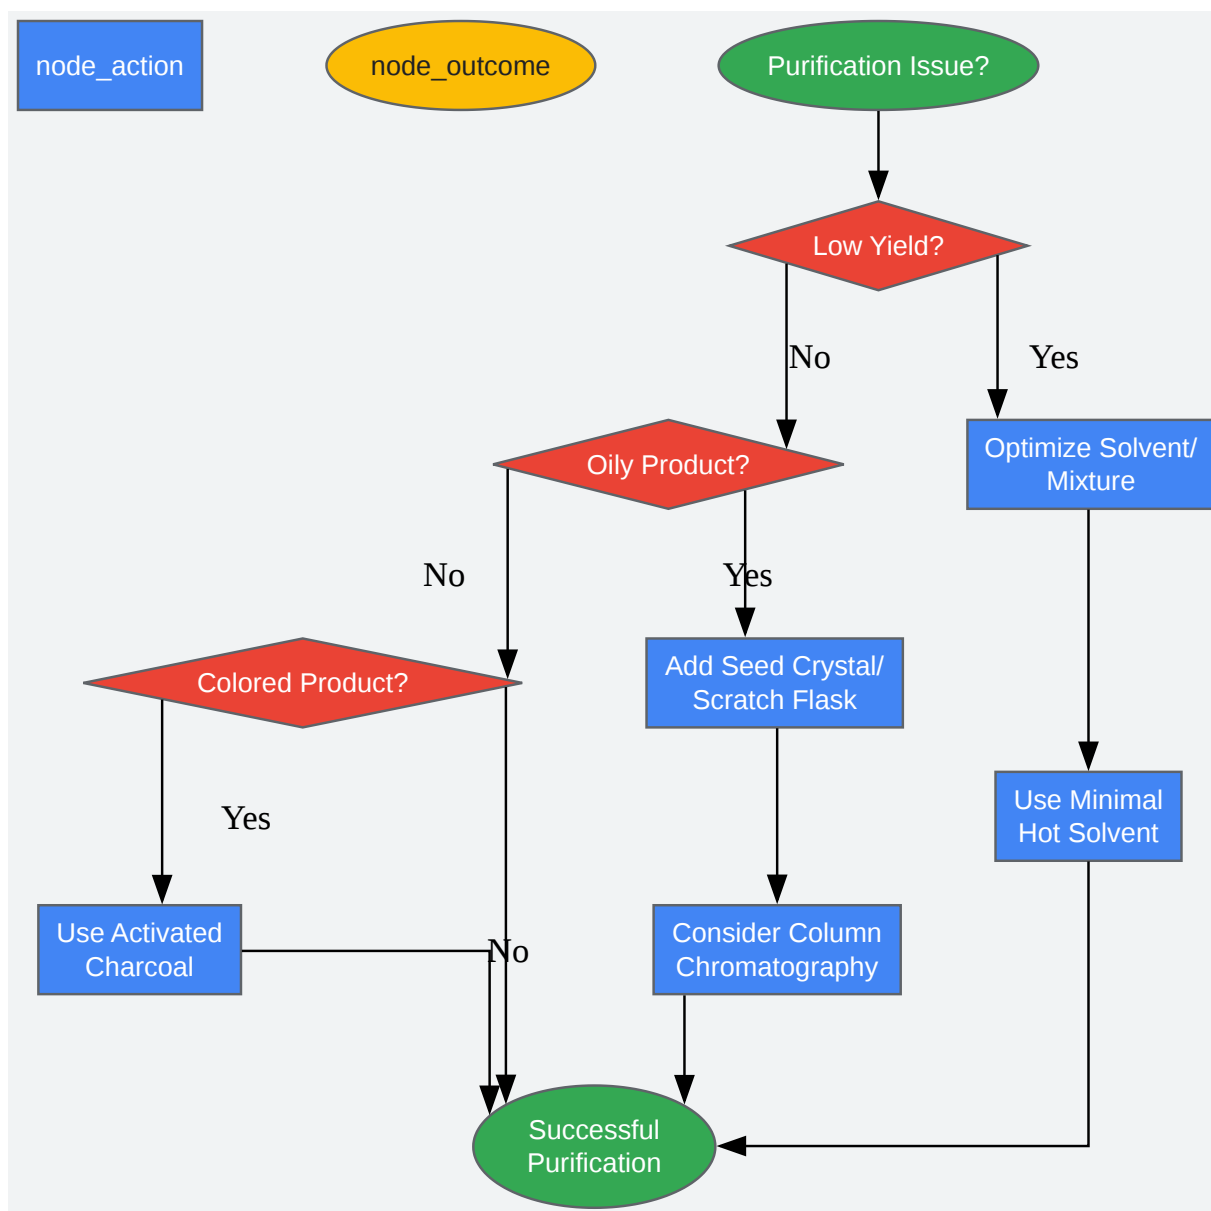 node_action
node_outcome
Purification Issue?
Low Yield?
No
Yes
Optimize Solvent/
Mixture
Oily Product?
No
Yes
Colored Product?
Add Seed Crystal/
Scratch Flask
Use Minimal
Hot Solvent
Yes
Use Activated
Charcoal
No
Consider Column
Chromatography
Successful
Purification